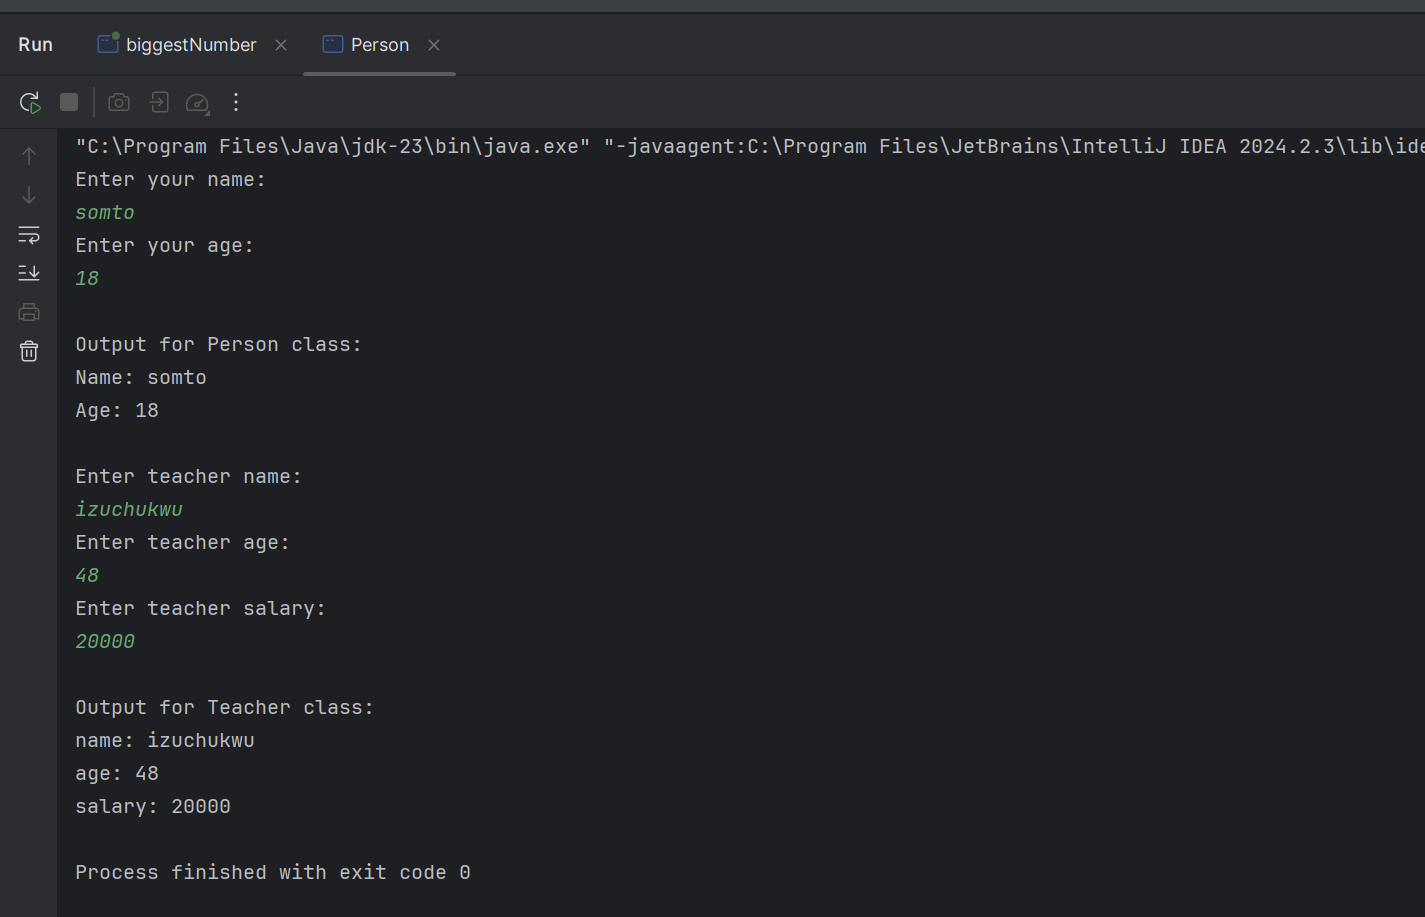 Run biggestNumber Person
"C:\Program Files\Java\jdk-23\bin\java.exe" "-javaagent:C:\Program Files\JetBrains\IntelliJ IDEA 2024.2.3\lib\ide
Enter your name:
somto
Enter your age:
18
Output for Person class:
Name: somto
Age: 18
Enter teacher name:
izuchukwu
Enter teacher age:
48
Enter teacher salary:
20000
Output for Teacher class:
name: izuchukwu
age: 48
salary: 20000
Process finished with exit code 0